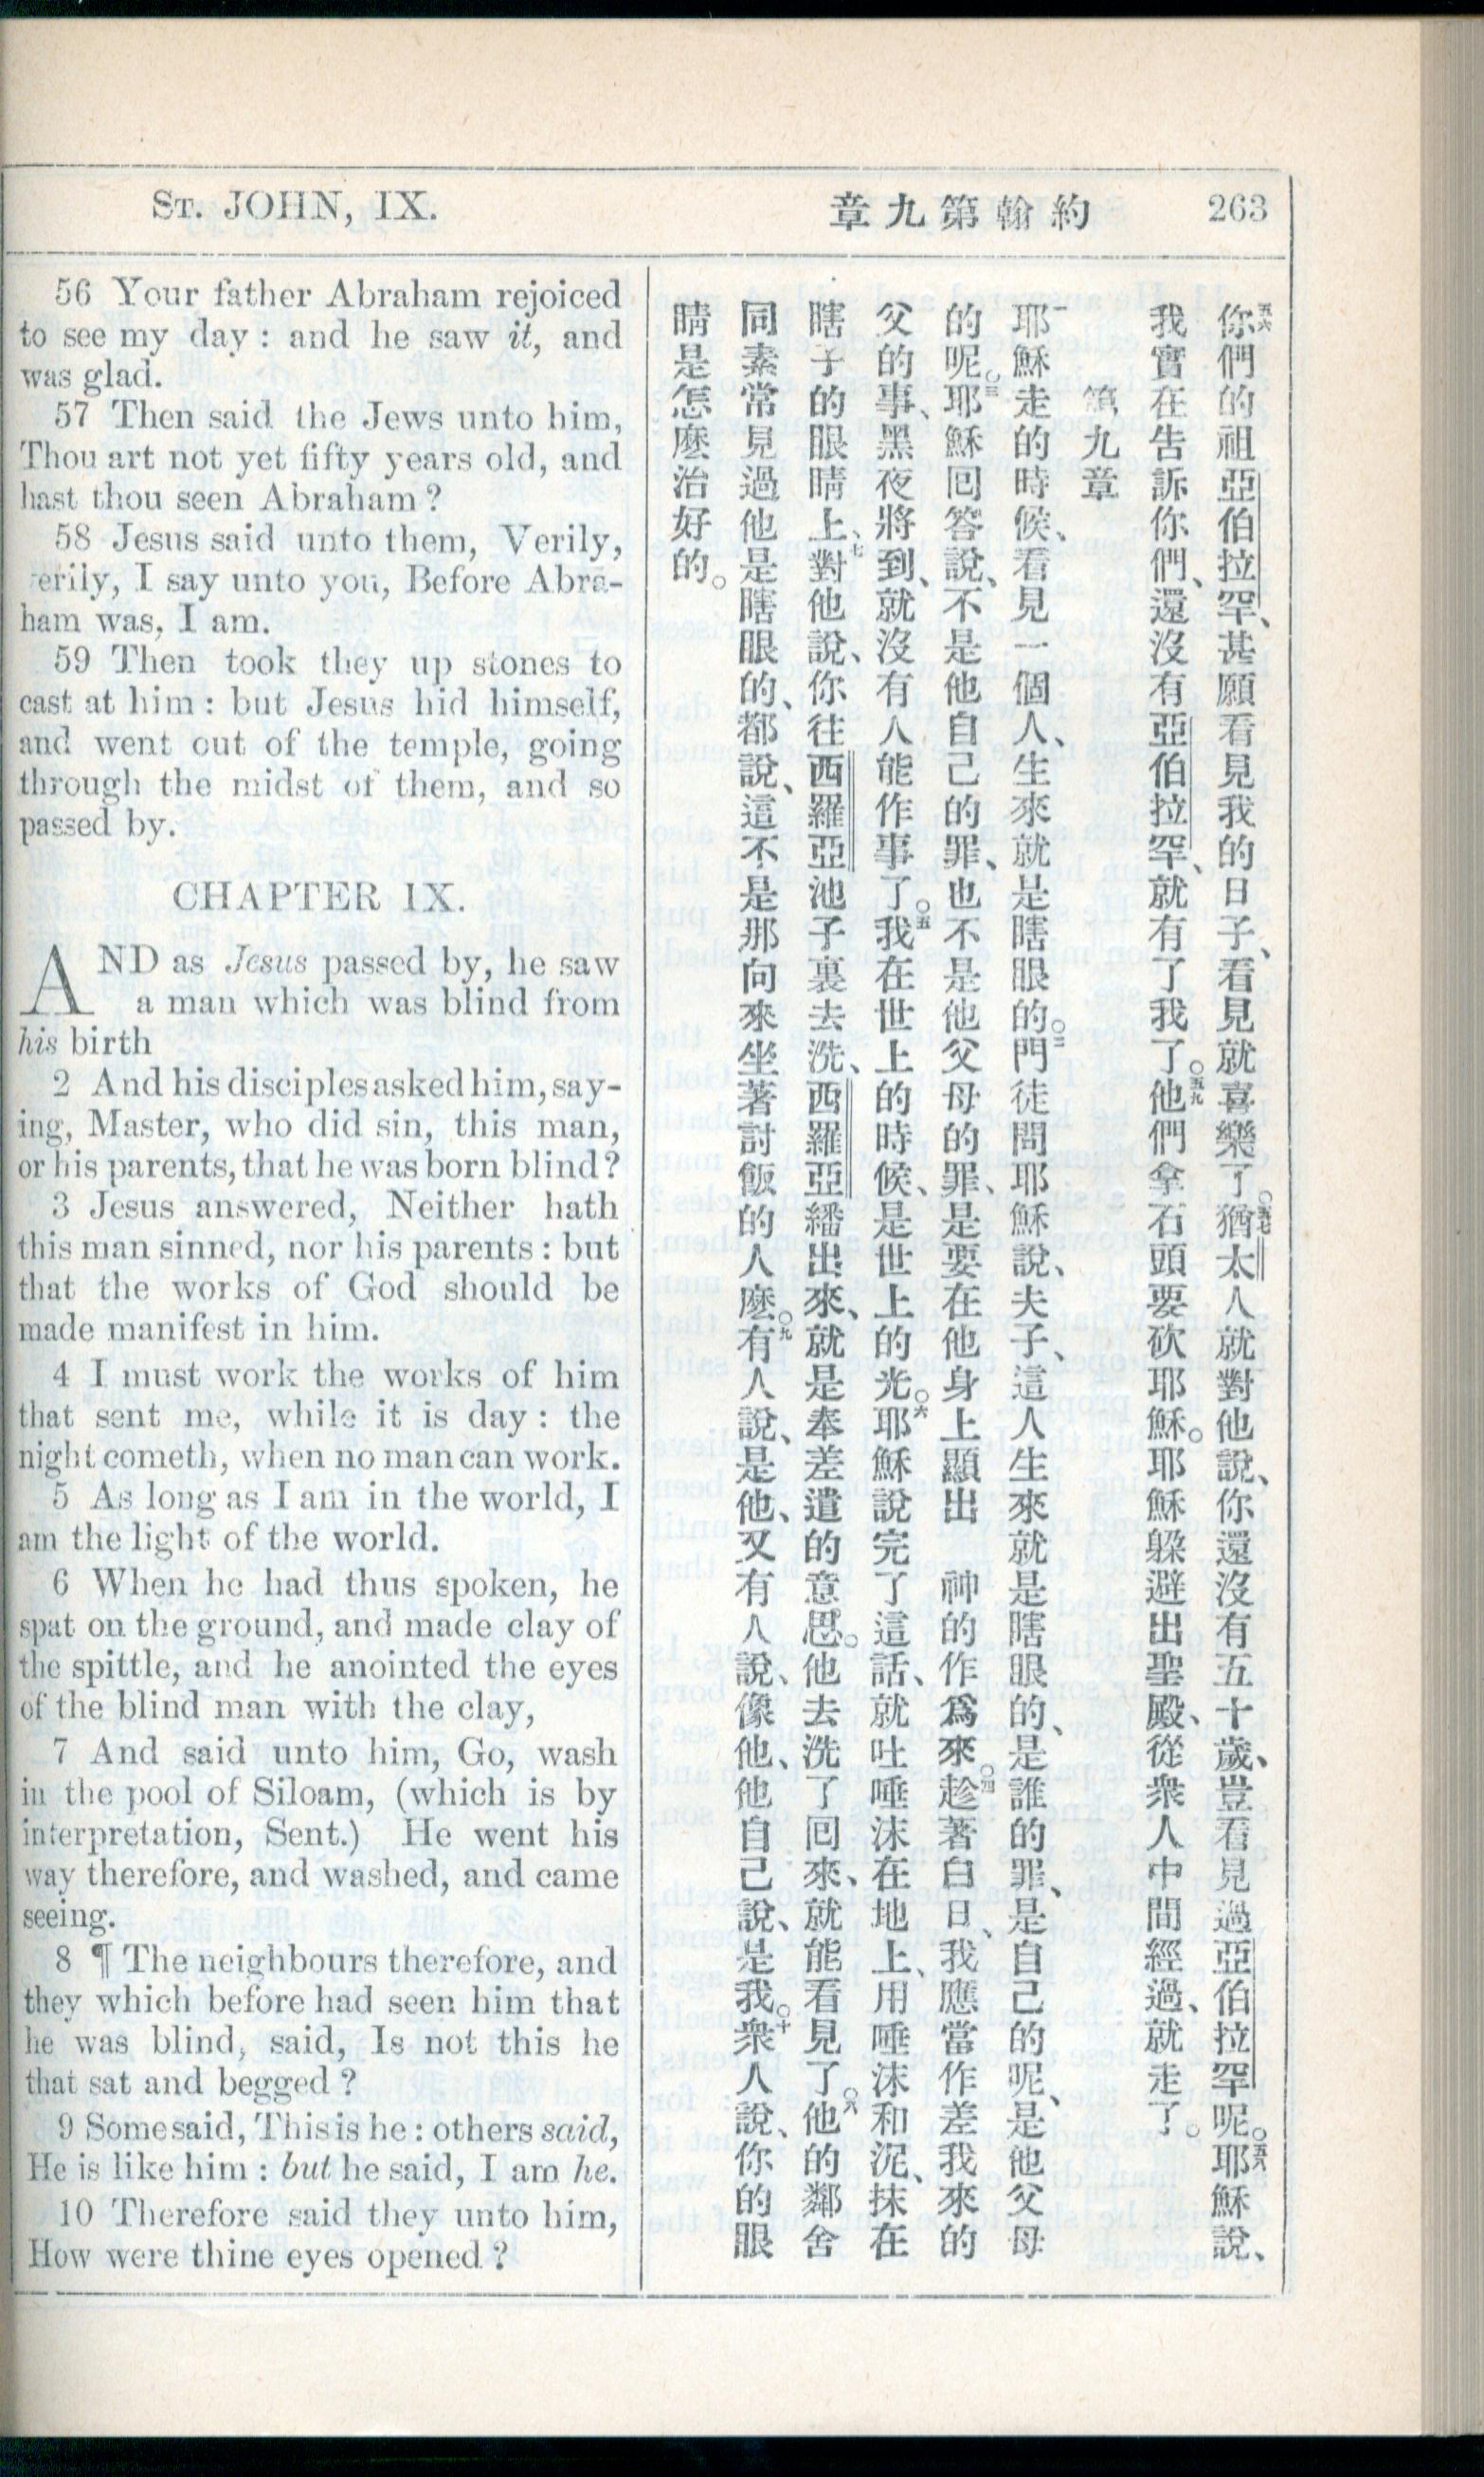 ST. JOHN, IX.
章九第翰約
263
56 Your father Abraham rejoiced
to see my day : and he saw it, and
was glad.
57 Then said the Jews unto him,
Thou art not yet fifty years old, and
hast thou seen Abraham ?
58 Jesus said unto them, Verily,
erily, I say unto you, Before Abra-
ham was, I am.
59 Then took they up stones to
cast at him : but Jesus hid himself,
and went out of the temple, going
through the midst of them, and so
passed by.
CHAPTER IX.
AND as Jesus passed by, he saw
a man which was blind from
his birth
2 And his disciples asked him, say-
ing, Master, who did sin, this man,
or his parents, that he was born blind ?
3 Jesus answered, Neither hath
this man sinned, nor his parents : but
that the works of God should be
made manifest in him.
4 I must work the works of him
that sent me, while it is day : the
night cometh, when no man can work.
5 As long as I am in the world, I
am the light of the world.
6 When he had thus spoken, he
spat on the ground, and made clay of
the spittle, and he anointed the eyes
of the blind man with the clay,
7 And said unto him, Go, wash
in the pool of Siloam, (which is by
interpretation, Sent.) He went his
way therefore, and washed, and came
seeing.
8 ¶ The neighbours therefore, and
they which before had seen him that
he was blind, said, Is not this he
that sat and begged ?
9 Some said, This is he : others said,
He is like him : but he said, I am he.
10 Therefore said they unto him,
How were thine eyes opened ?
五六你們的祖亞伯拉罕、甚願看見我的日子、看見就喜樂了。五七猶太人就對他說、你還沒有五十歲、豈看見過亞伯拉罕呢。五八耶穌說、
我實在告訴你們、還沒有亞伯拉罕、就有了我了。五九他們拿石頭要砍耶穌。耶穌躲避出聖殿、從衆人中間經過、就走了。
第九章
一耶穌走的時候、看見一個人、生來就是瞎眼的。二門徒問耶穌說、夫子、這人生來就是瞎眼的、是誰的罪、是自己的呢、是他父母
的呢。三耶穌回答說、不是他自己的罪、也不是他父母的罪、是要在他身上顯出 神的作爲來。四趁著白日、我應當作差我來的
父的事、黑夜將到、就沒有人能作事了。五我在世上的時候、是世上的光。六耶穌說完了這話、就吐唾沫在地上、用唾沫和泥、抹在
瞎子的眼睛上、七對他說、你往西羅亞池子裏去洗、西羅亞繙出來、就是奉差遣的意思。他去洗了回來、就能看見了。八他的鄰舍
同素常見過他是瞎眼的、都說、這不是那向來坐著討飯的人麼。九有人說、是他、又有人說、像他、他自己說、是我。十衆人說、你的眼
睛是怎麼治好的。